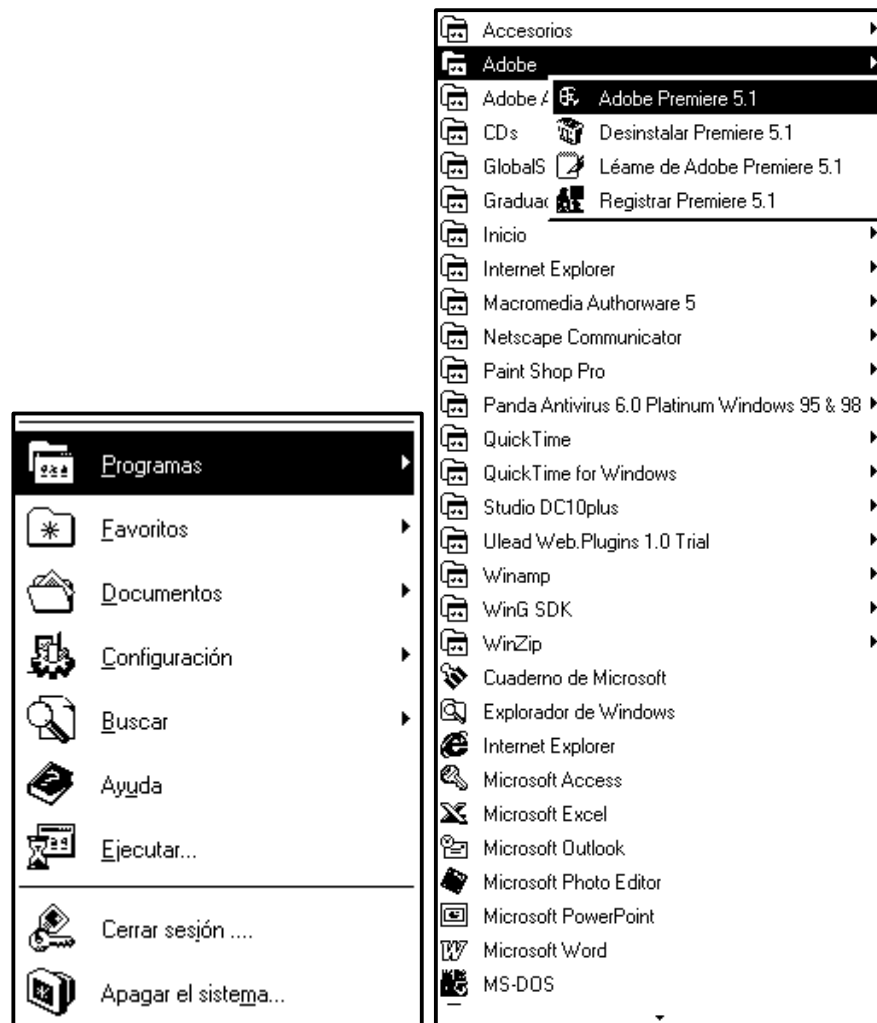 Programas
Favoritos
Documentos
Configuración
Buscar
Ayuda
Ejecutar...
Cerrar sesión ....
Apagar el sistema...
Accesorios
Adobe
Adobe A
CDs
GlobalS
Graduac
Inicio
Internet Explorer
Macromedia Authorware 5
Netscape Communicator
Paint Shop Pro
Panda Antivirus 6.0 Platinum Windows 95 & 98
QuickTime
QuickTime for Windows
Studio DC10plus
Ulead Web.Plugins 1.0 Trial
Winamp
WinG SDK
WinZip
Cuaderno de Microsoft
Explorador de Windows
Internet Explorer
Microsoft Access
Microsoft Excel
Microsoft Outlook
Microsoft Photo Editor
Microsoft PowerPoint
Microsoft Word
MS-DOS
Adobe Premiere 5.1
Desinstalar Premiere 5.1
Léame de Adobe Premiere 5.1
Registrar Premiere 5.1